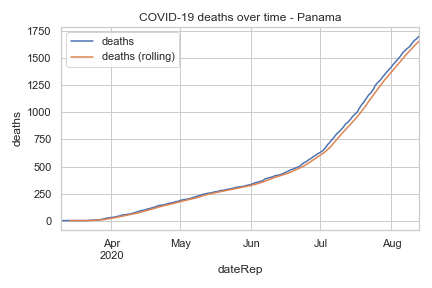 COVID-19 deaths over time - Panama
deaths
deaths (rolling)
1750
1500
1250
1000
750
500
250
0
deaths
Apr
2020
May
Jun
Jul
Aug
dateRep